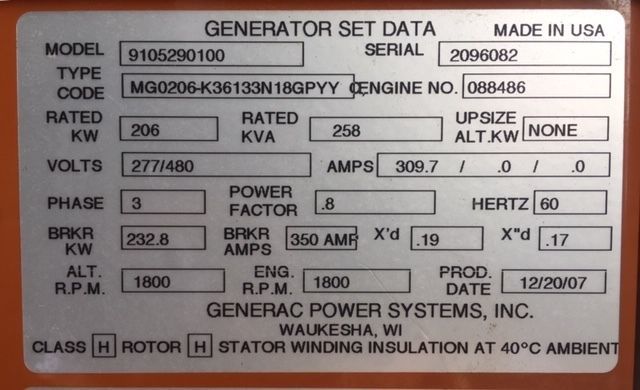 GENERATOR SET DATA MADE IN USA
MODEL 9105290100 SERIAL 2096082
TYPE CODE MG0206-K36133N18GPYY ENGINE NO. 088486
RATED KW 206 RATED KVA 258 UPSIZE ALT.KW NONE
VOLTS 277/480 AMPS 309.7 / .0 / .0
PHASE 3 POWER FACTOR .8 HERTZ 60
BRKR KW 232.8 BRKR AMPS 350 AMP X'd .19 X"d .17
ALT. R.P.M. 1800 ENG. R.P.M. 1800 PROD. DATE 12/20/07
GENERAC POWER SYSTEMS, INC.
WAUKESHA, WI
CLASS H ROTOR H STATOR WINDING INSULATION AT 40°C AMBIENT